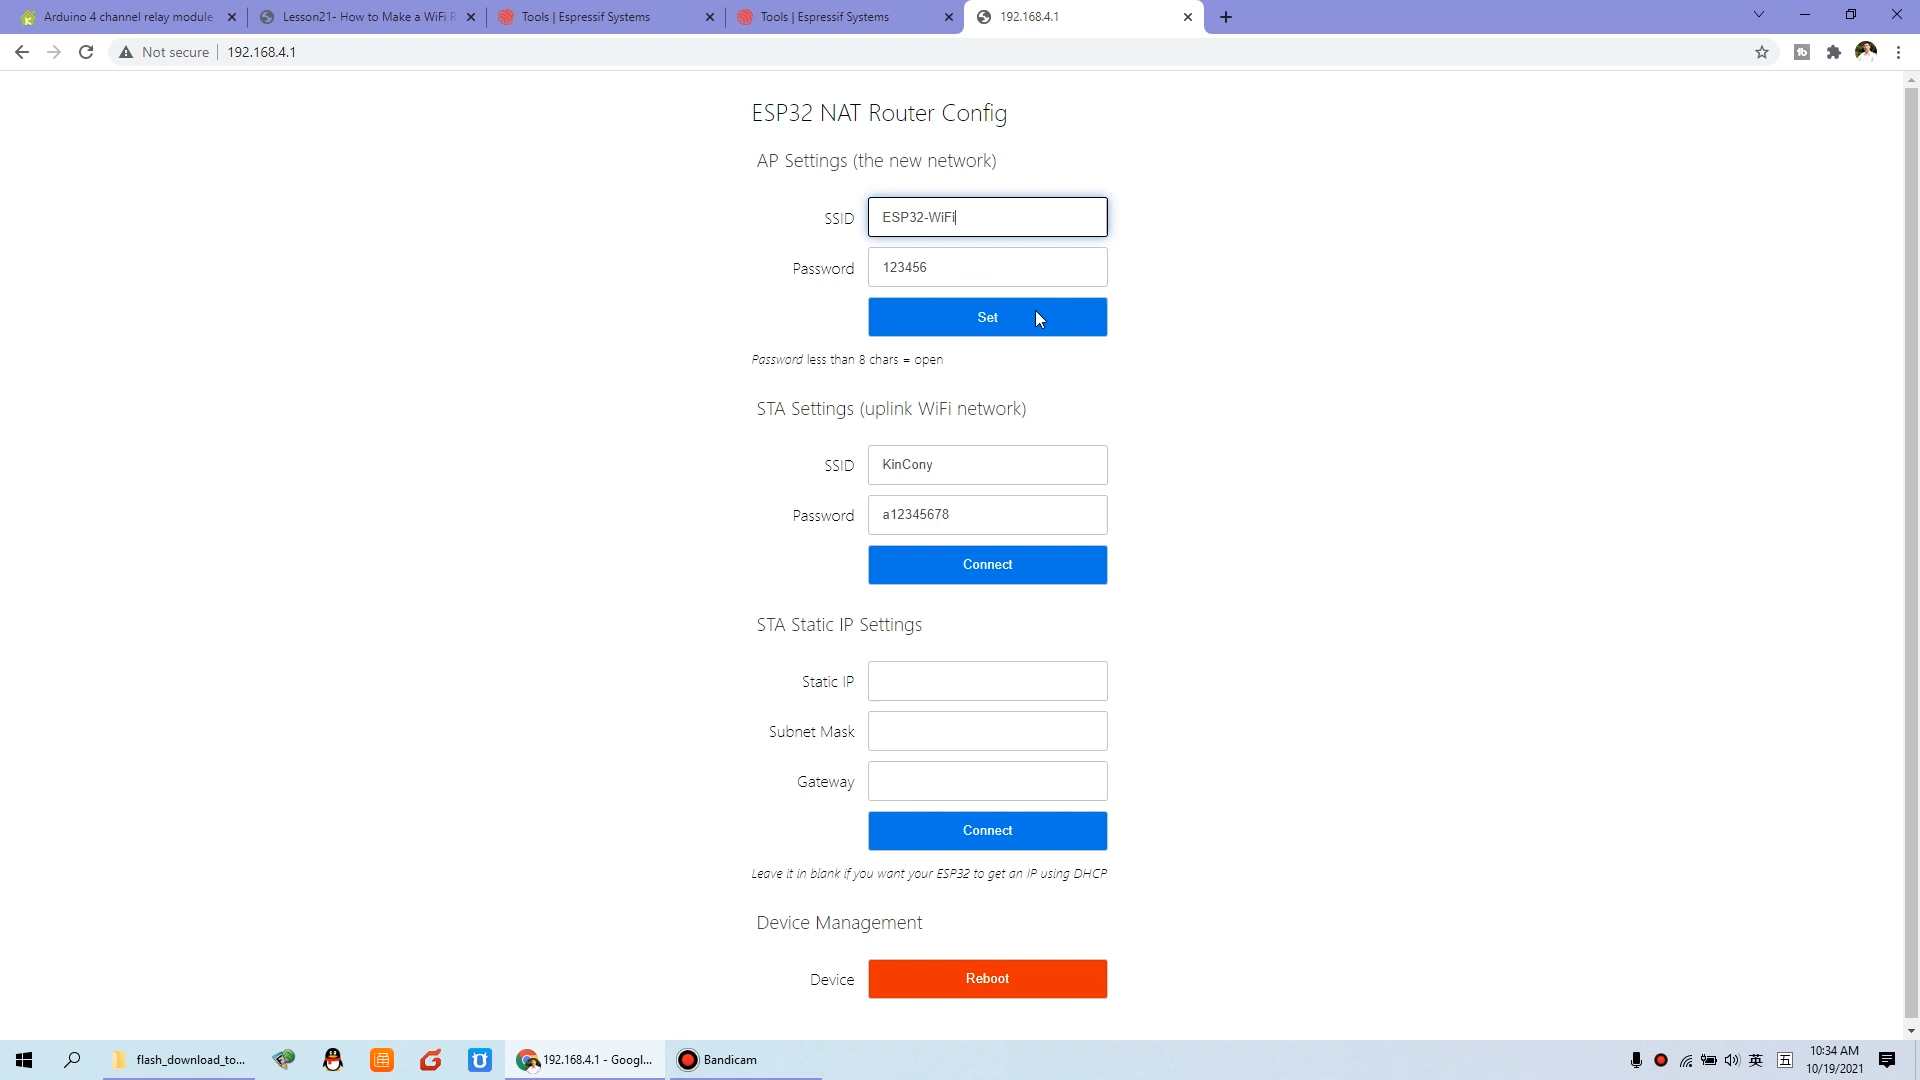 Arduino 4 channel relay module
Lesson21- How to Make a WiFi R
Tools | Espressif Systems
Tools | Espressif Systems
192.168.4.1
Not secure
192.168.4.1
ESP32 NAT Router Config
AP Settings (the new network)
SSID
ESP32-WiFi
Password
123456
Set
Password less than 8 chars = open
STA Settings (uplink WiFi network)
SSID
KinCony
Password
a12345678
Connect
STA Static IP Settings
Static IP
Subnet Mask
Gateway
Connect
Leave it in blank if you want your ESP32 to get an IP using DHCP
Device Management
Device
Reboot
flash_download_to...
192.168.4.1 - Googl...
Bandicam
英
五
10:34 AM
10/19/2021